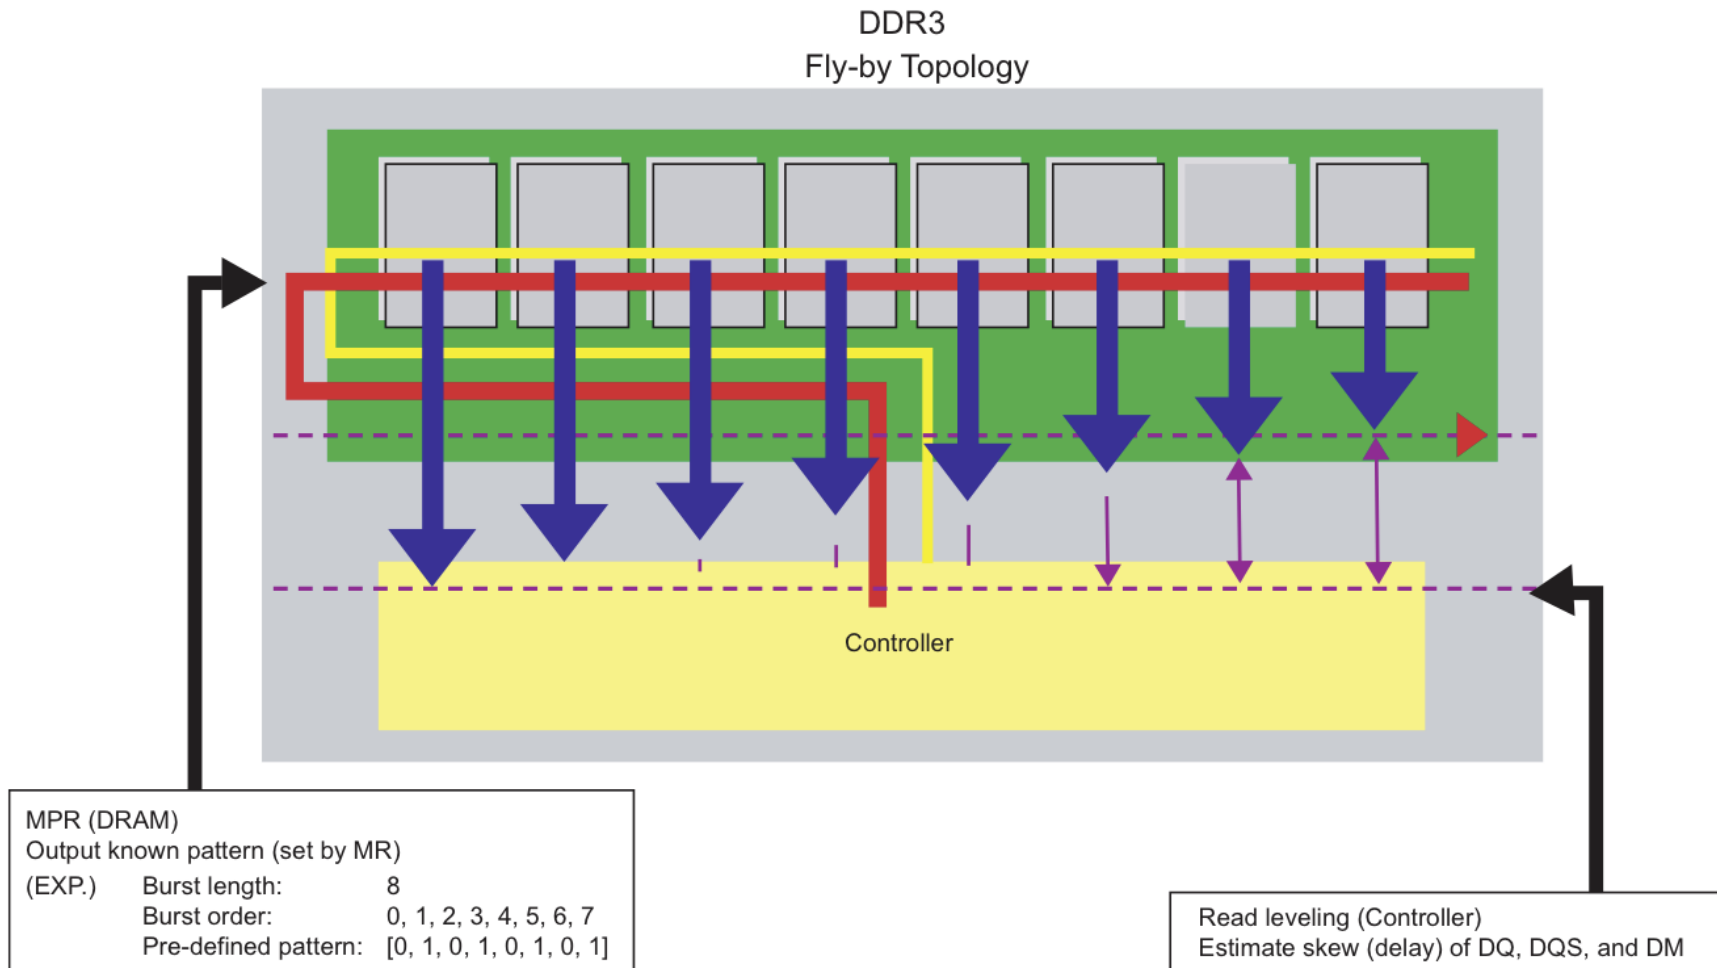 DDR3
Fly-by Topology
Controller
MPR (DRAM)
Output known pattern (set by MR)
(EXP.) Burst length: 8
Burst order: 0, 1, 2, 3, 4, 5, 6, 7
Pre-defined pattern: [0, 1, 0, 1, 0, 1, 0, 1]
Read leveling (Controller)
Estimate skew (delay) of DQ, DQS, and DM